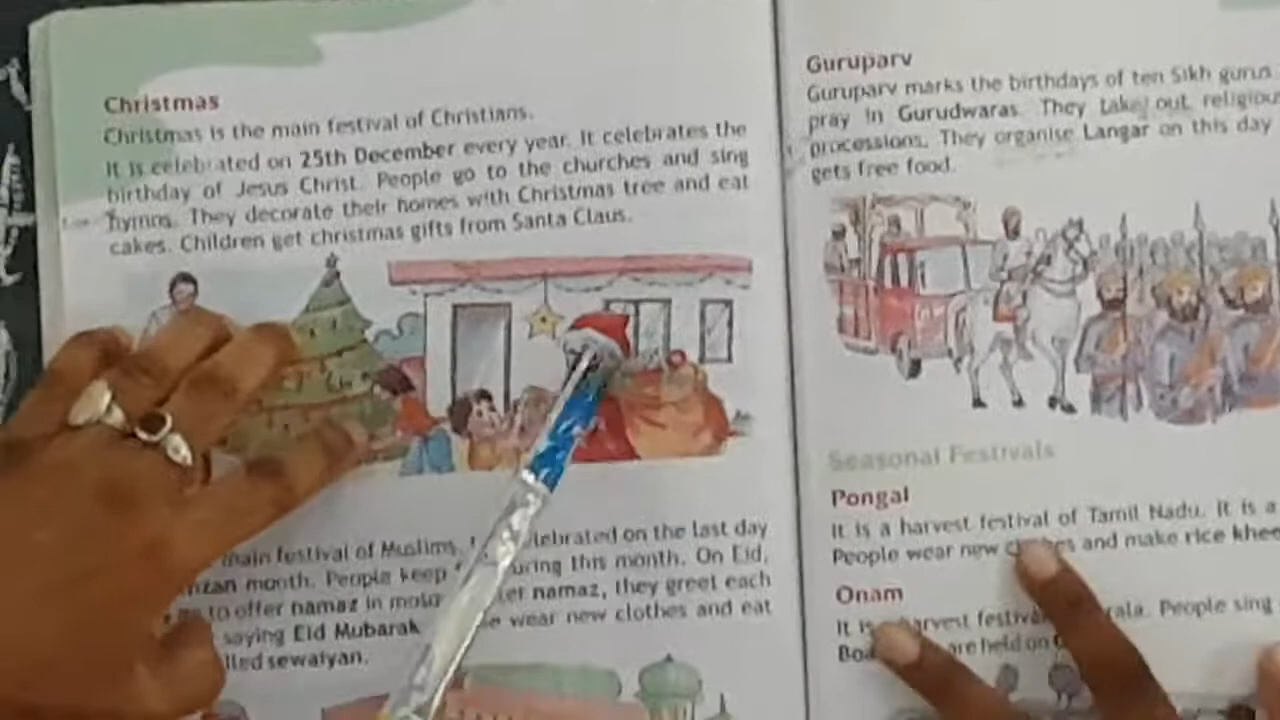 Christmas
Christmas is the main festival of Christians.
It is celebrated on 25th December every year. It celebrates the
birthday of Jesus Christ. People go to the churches and sing
hymns. They decorate their homes with Christmas tree and eat
cakes. Children get christmas gifts from Santa Claus.
main festival of Muslims. celebrated on the last day
month. People keep during this month. On Eid,
to offer namaz in namaz, they greet each
saying Eid Mubarak wear new clothes and eat
sewaiyan.
Guruparv
Guruparv marks the birthdays of ten Sikh gurus.
pray in Gurudwaras. They take out religious
processions. They organise Langar on this day
gets free food.
Seasonal Festivals
Pongal
It is a harvest festival of Tamil Nadu. It is a
People wear new clothes and make rice
Onam
It is harvest festival People sing
are held on